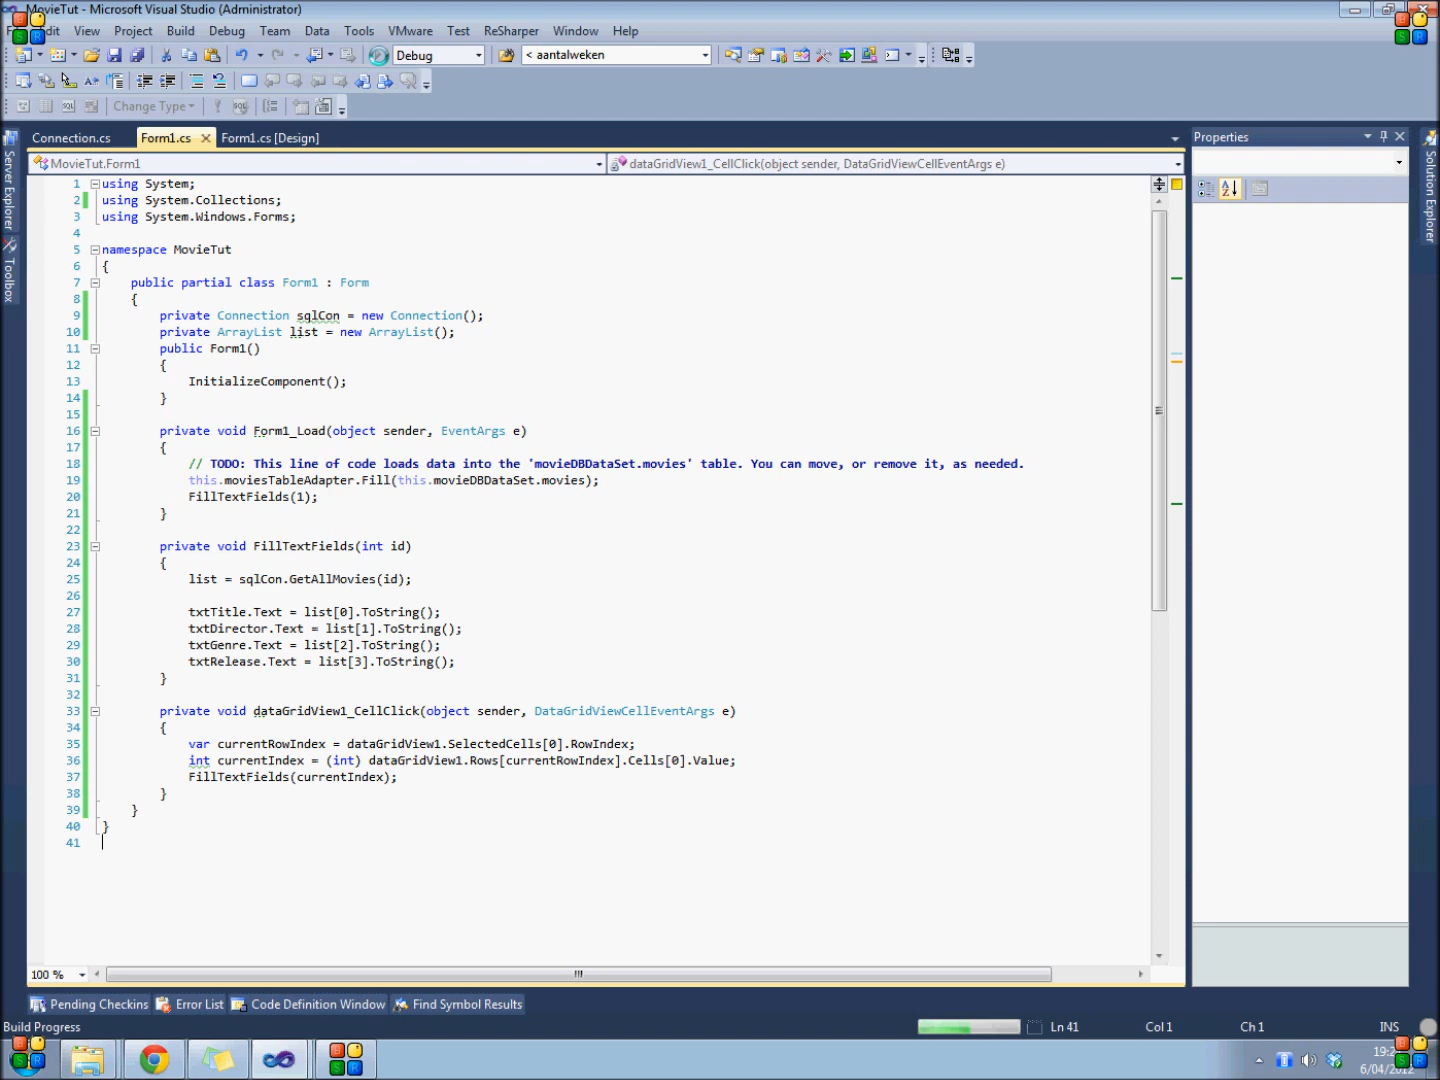 MovieTut - Microsoft Visual Studio (Administrator)
View Project Build Debug Team Data Tools VMware Test ReSharper Window Help
Debug < aantalweken
Change Type
Connection.cs Form1.cs Form1.cs [Design]
MovieTut.Form1 dataGridView1_CellClick(object sender, DataGridViewCellEventArgs e)
1 using System;
2 using System.Collections;
3 using System.Windows.Forms;
4
5 namespace MovieTut
6 {
7 public partial class Form1 : Form
8 {
9 private Connection sqlCon = new Connection();
10 private ArrayList list = new ArrayList();
11 public Form1()
12 {
13 InitializeComponent();
14 }
15
16 private void Form1_Load(object sender, EventArgs e)
17 {
18 // TODO: This line of code loads data into the 'movieDBDataSet.movies' table. You can move, or remove it, as needed.
19 this.moviesTableAdapter.Fill(this.movieDBDataSet.movies);
20 FillTextFields(1);
21 }
22
23 private void FillTextFields(int id)
24 {
25 list = sqlCon.GetAllMovies(id);
26
27 txtTitle.Text = list[0].ToString();
28 txtDirector.Text = list[1].ToString();
29 txtGenre.Text = list[2].ToString();
30 txtRelease.Text = list[3].ToString();
31 }
32
33 private void dataGridView1_CellClick(object sender, DataGridViewCellEventArgs e)
34 {
35 var currentRowIndex = dataGridView1.SelectedCells[0].RowIndex;
36 int currentIndex = (int) dataGridView1.Rows[currentRowIndex].Cells[0].Value;
37 FillTextFields(currentIndex);
38 }
39 }
40 }
41
100 %
Server Explorer
Toolbox
Properties
Solution Explorer
Pending Checkins Error List Code Definition Window Find Symbol Results
Build Progress Ln 41 Col 1 Ch 1 INS
6/04/2012